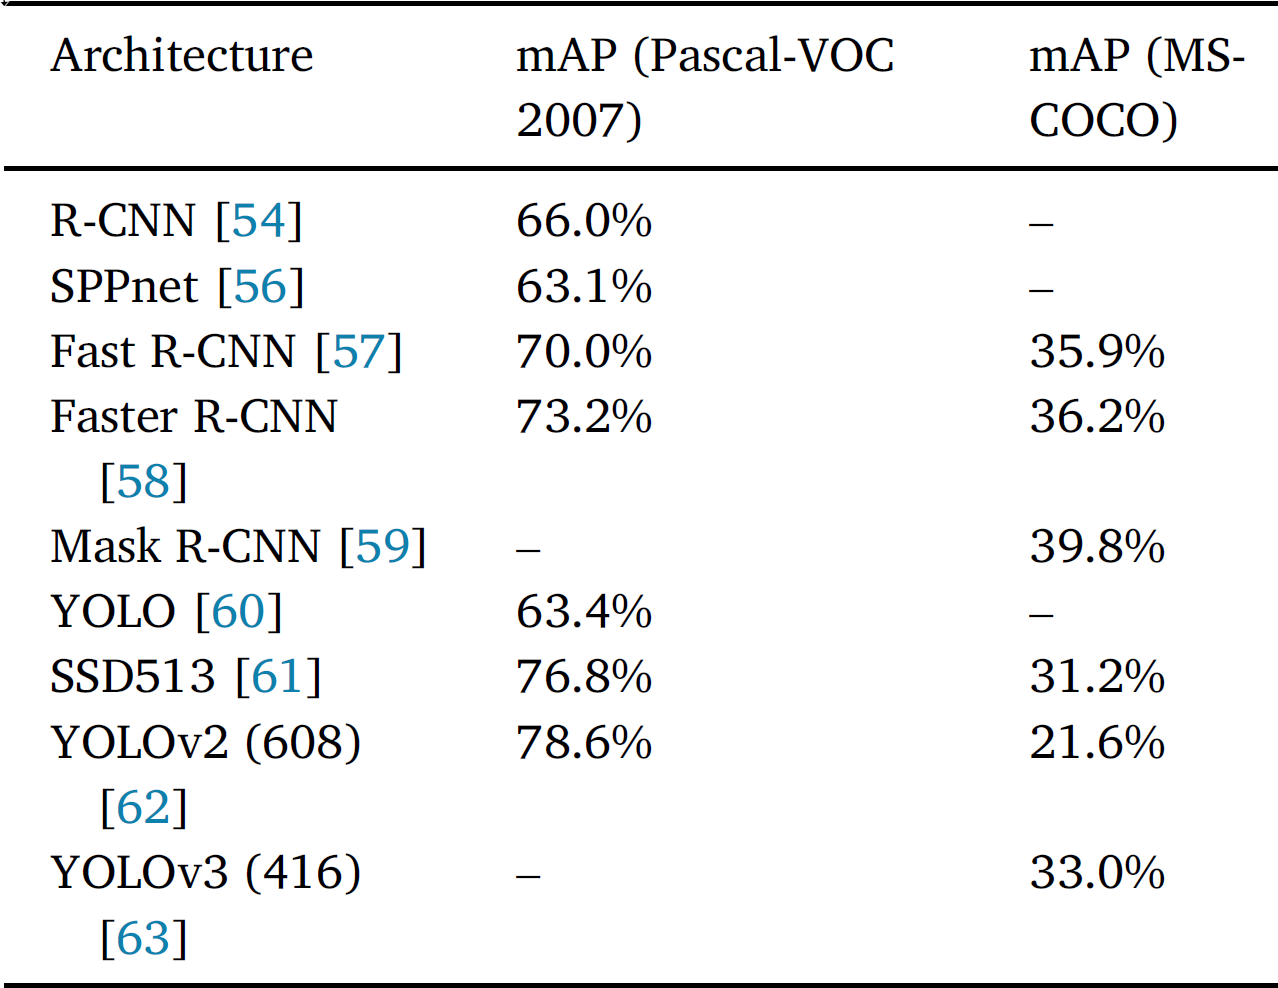 Architecture mAP (Pascal-VOC 2007) mAP (MS-COCO)
R-CNN [54] 66.0% –
SPPnet [56] 63.1% –
Fast R-CNN [57] 70.0% 35.9%
Faster R-CNN [58] 73.2% 36.2%
Mask R-CNN [59] – 39.8%
YOLO [60] 63.4% –
SSD513 [61] 76.8% 31.2%
YOLOv2 (608) [62] 78.6% 21.6%
YOLOv3 (416) [63] – 33.0%